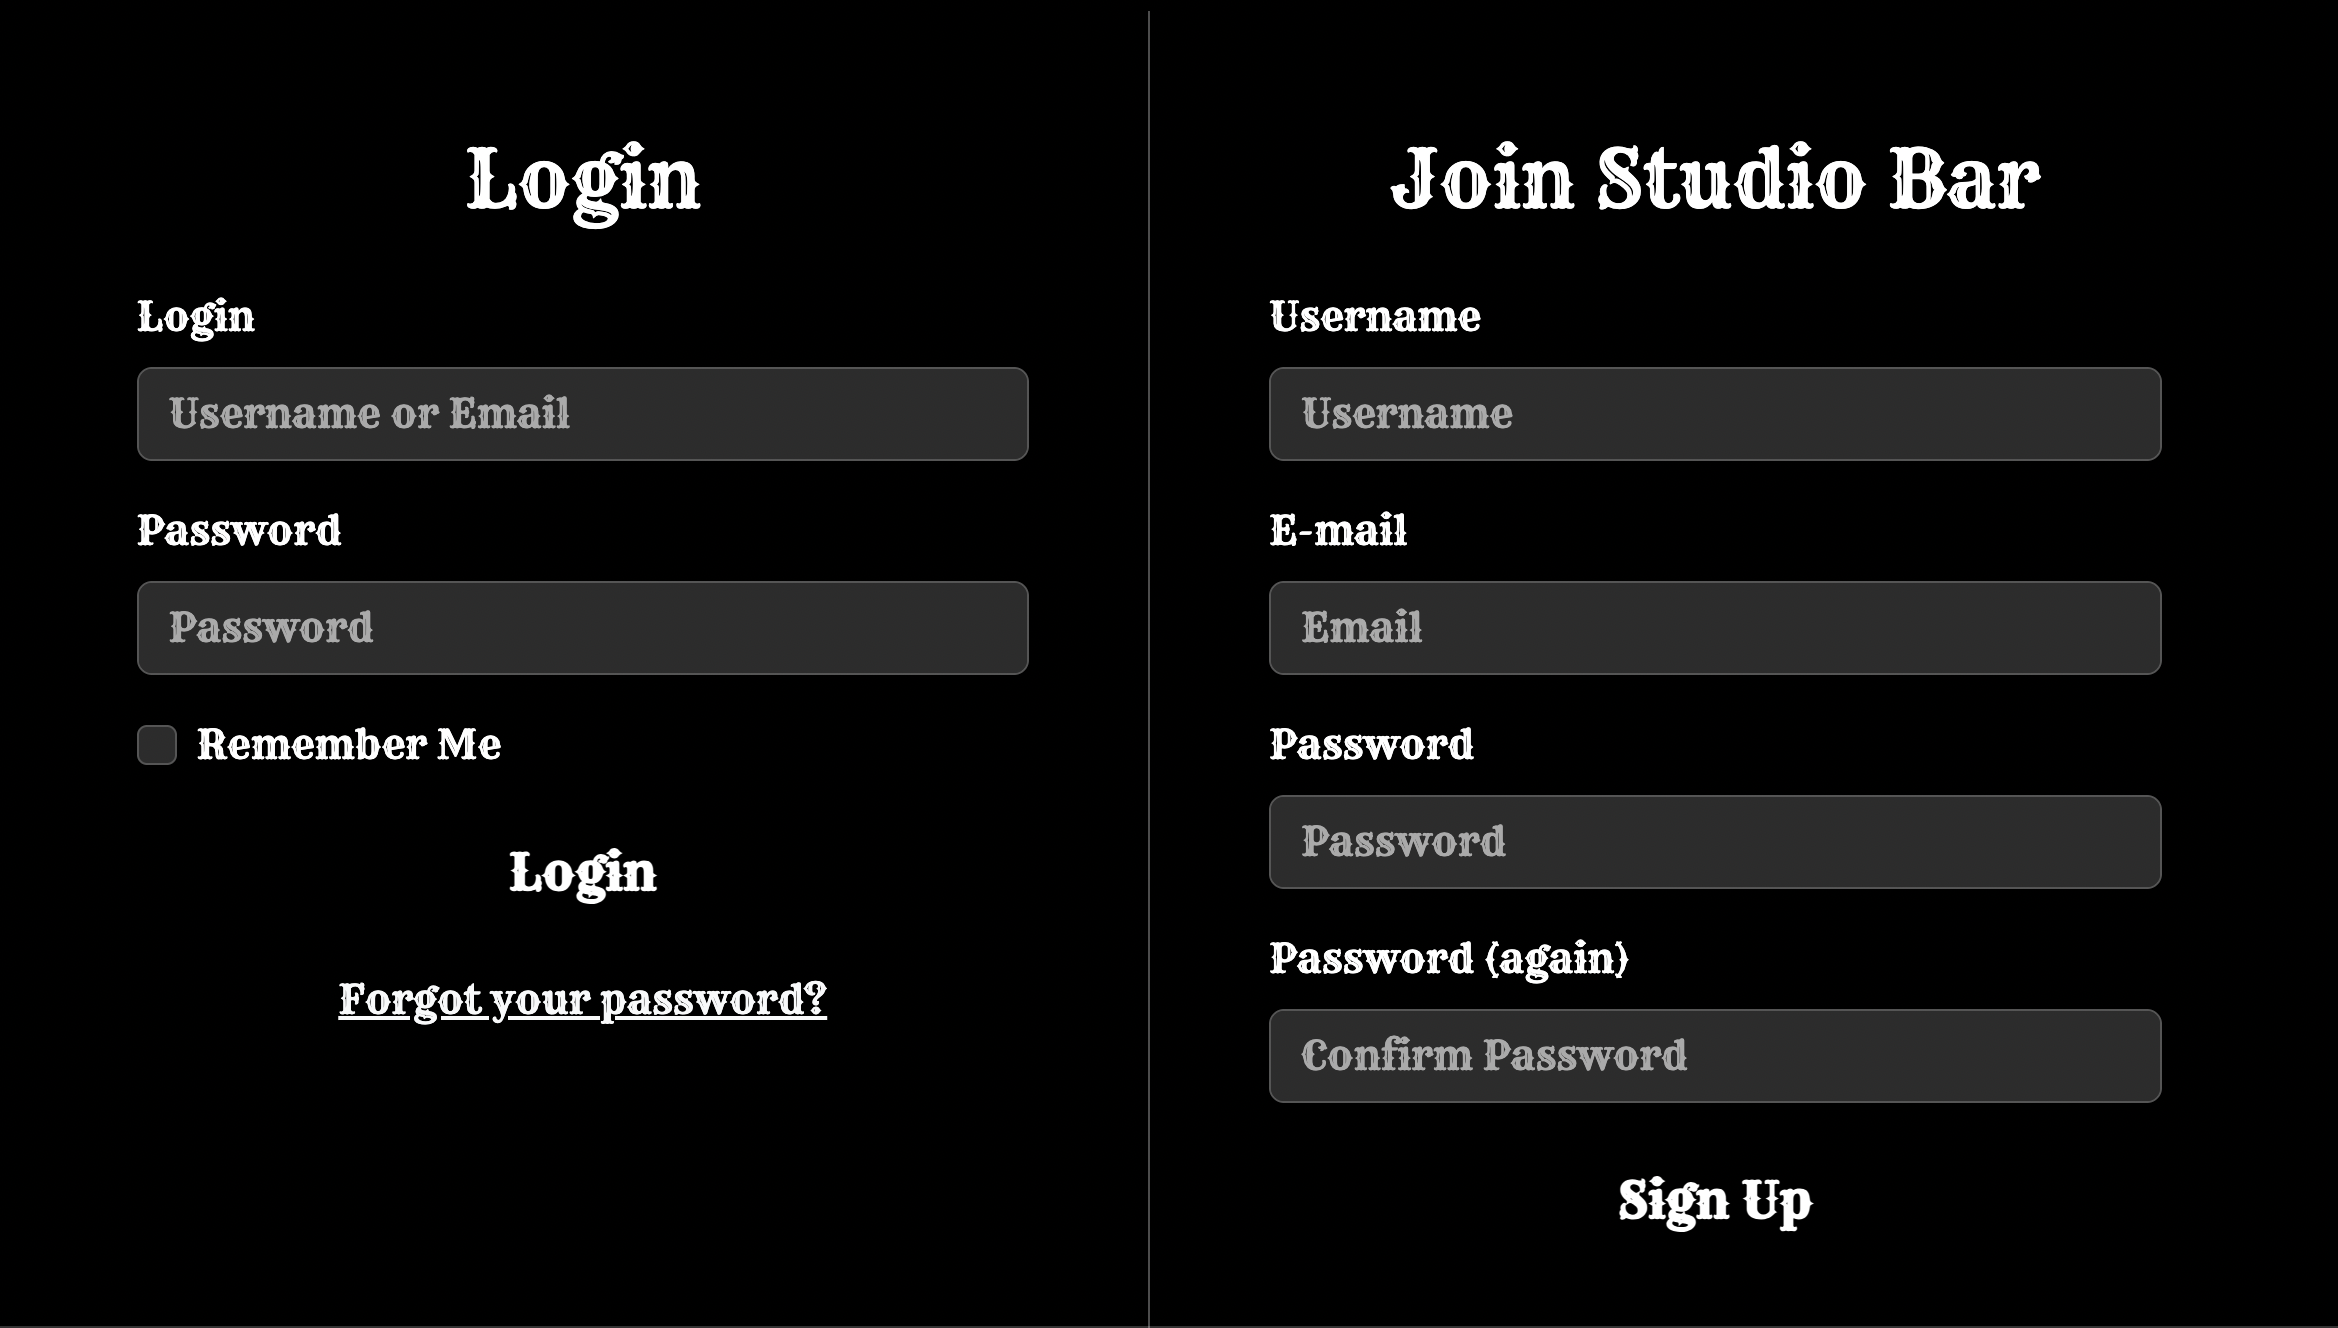 Login
Login
Username or Email
Password
Password
Remember Me
Login
Forgot your password?
Join Studio Bar
Username
Username
E-mail
Email
Password
Password
Password (again)
Confirm Password
Sign Up